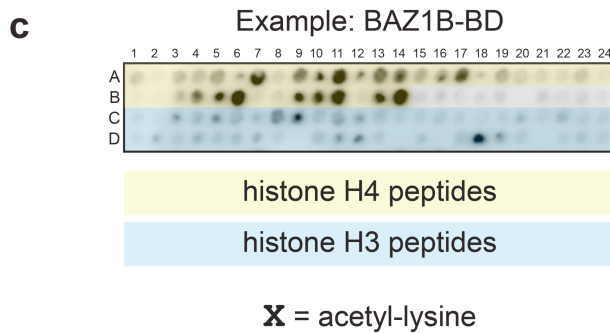 c
Example: BAZ1B-BD
1 2 3 4 5 6 7 8 9 10 11 12 13 14 15 16 17 18 19 20 21 22 23 24
A
B
C
D
histone H4 peptides
histone H3 peptides
X = acetyl-lysine